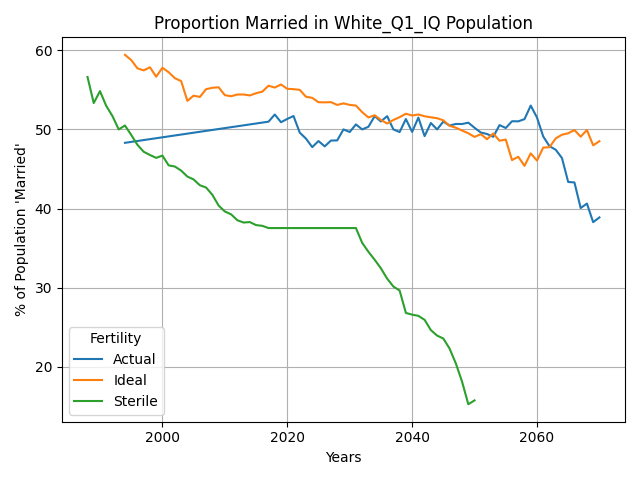 Proportion Married in White_Q1_IQ Population
% of Population 'Married'
60
50
40
30
20
Fertility
Actual
Ideal
Sterile
2000 2020 2040 2060
Years